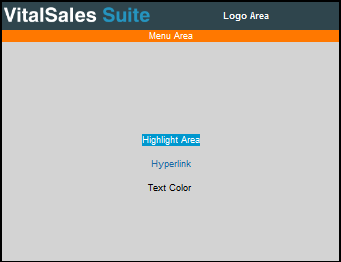 VitalSales Suite Logo Area
Menu Area
Highlight Area
Hyperlink
Text Color